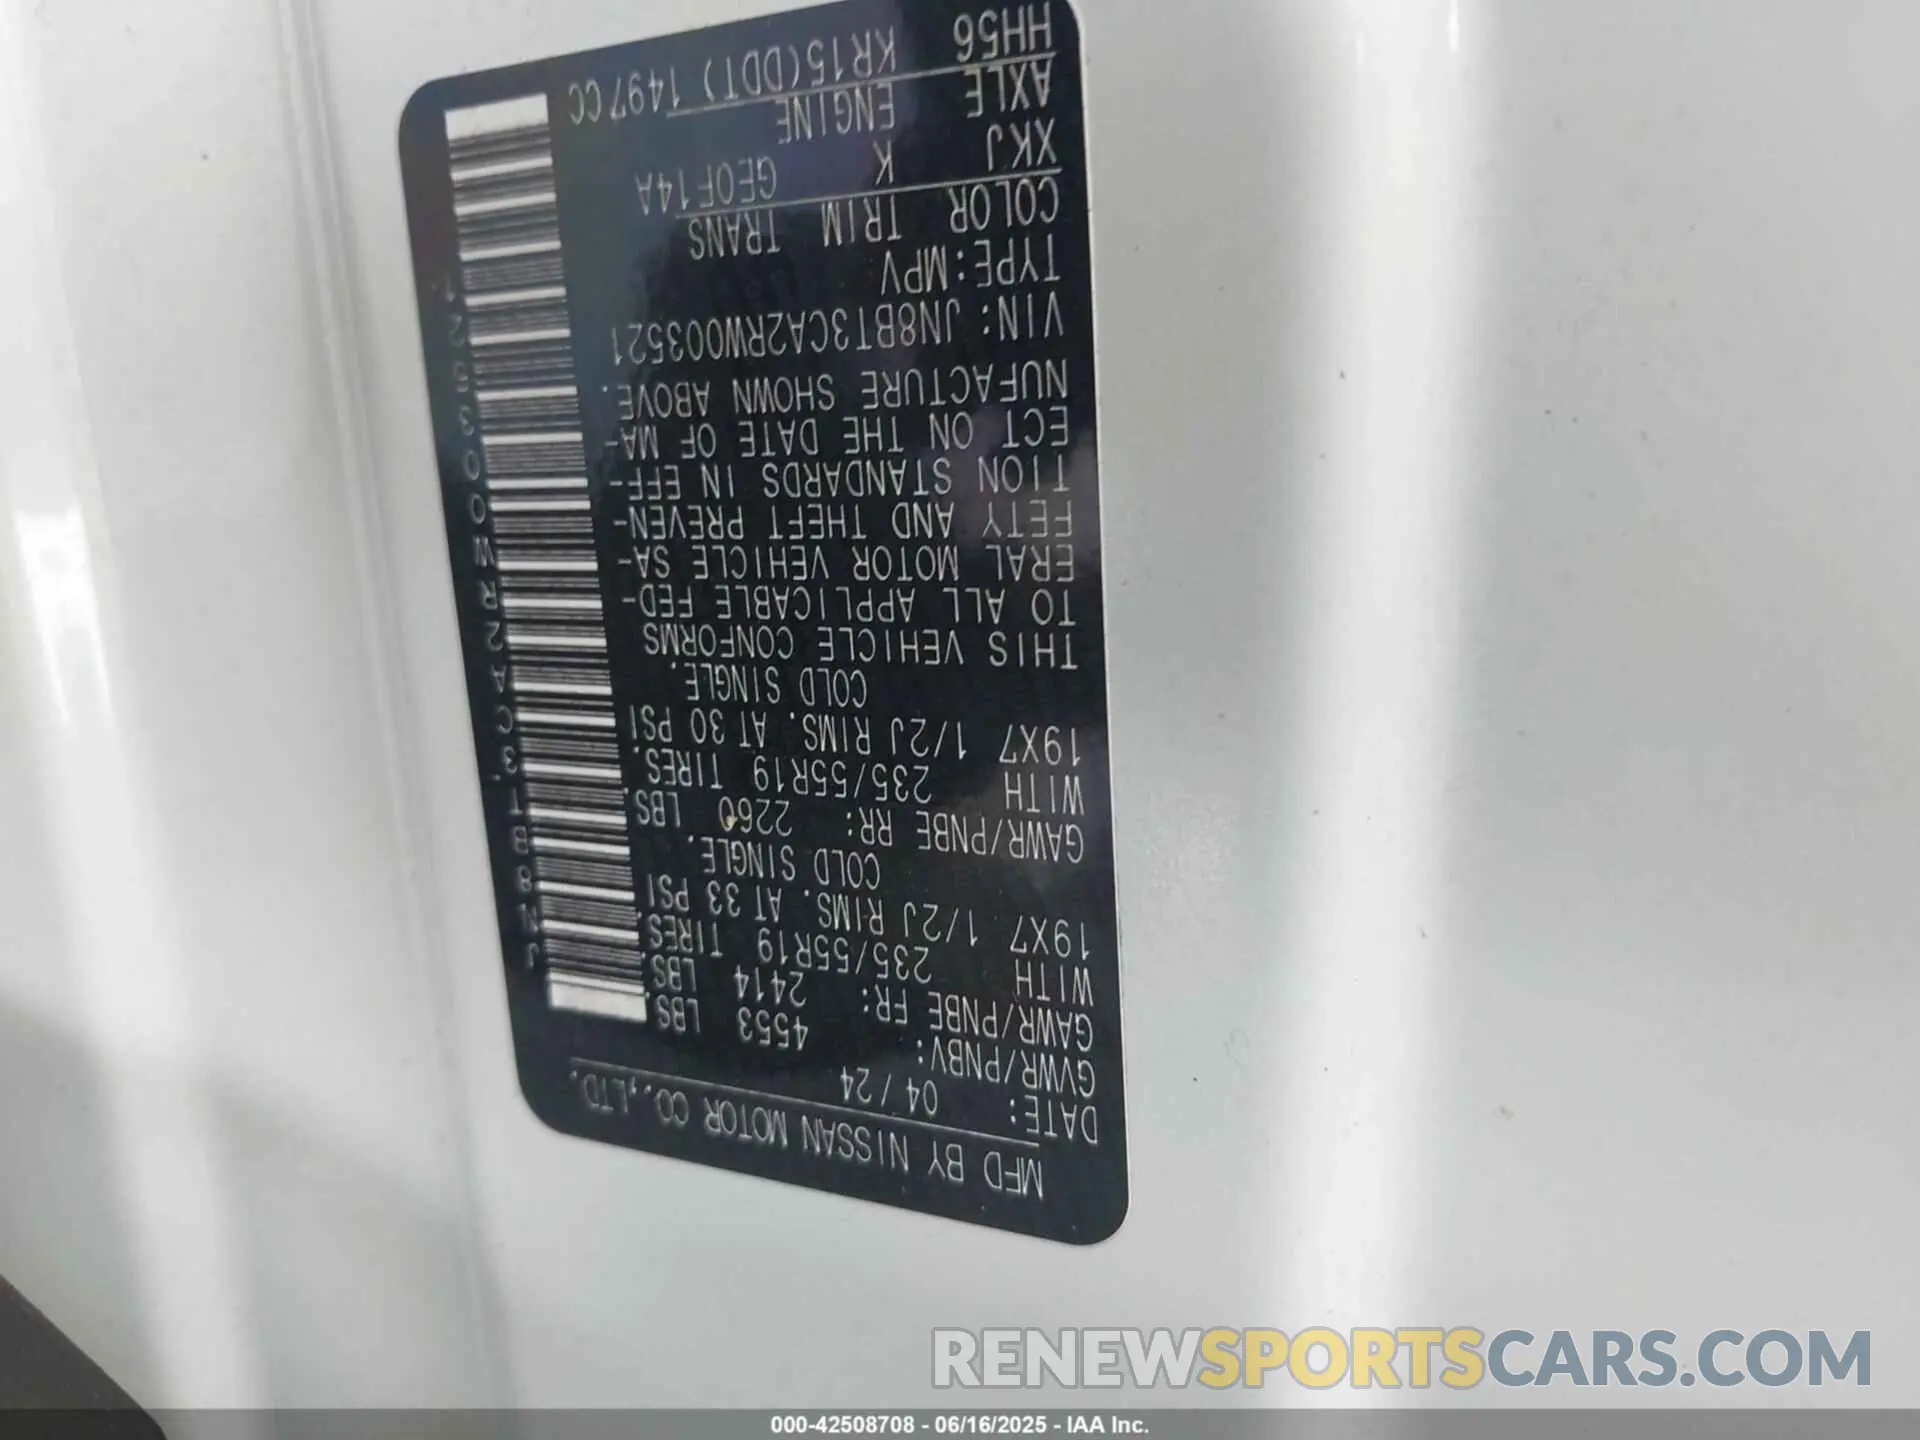 MFD BY NISSAN MOTOR CO.,LTD.
DATE: 04/24
GVWR/PNBV: 4553 LBS.
GAWR/PNBE FR: 2414 LBS.
WITH 235/55R19 TIRES.
19X7 1/2J RIMS. AT 33 PSI
COLD SINGLE.
GAWR/PNBE RR: 2260 LBS.
WITH 235/55R19 TIRES.
19X7 1/2J RIMS. AT 30 PSI
COLD SINGLE.
THIS VEHICLE CONFORMS
TO ALL APPLICABLE FED-
ERAL MOTOR VEHICLE SA-
FETY AND THEFT PREVEN-
TION STANDARDS IN EFF-
ECT ON THE DATE OF MA-
NUFACTURE SHOWN ABOVE.
VIN: JN8BT3CA2RW003521
TYPE:MPV
COLOR TRIM TRANS
XKJ K GE0F14A
AXLE ENGINE
HH56 KR15(DDT) 1497CC
JN8BT3CA2RW003521
RENEWSPORTSCARS.COM
000-42508708 - 06/16/2025 - IAA Inc.